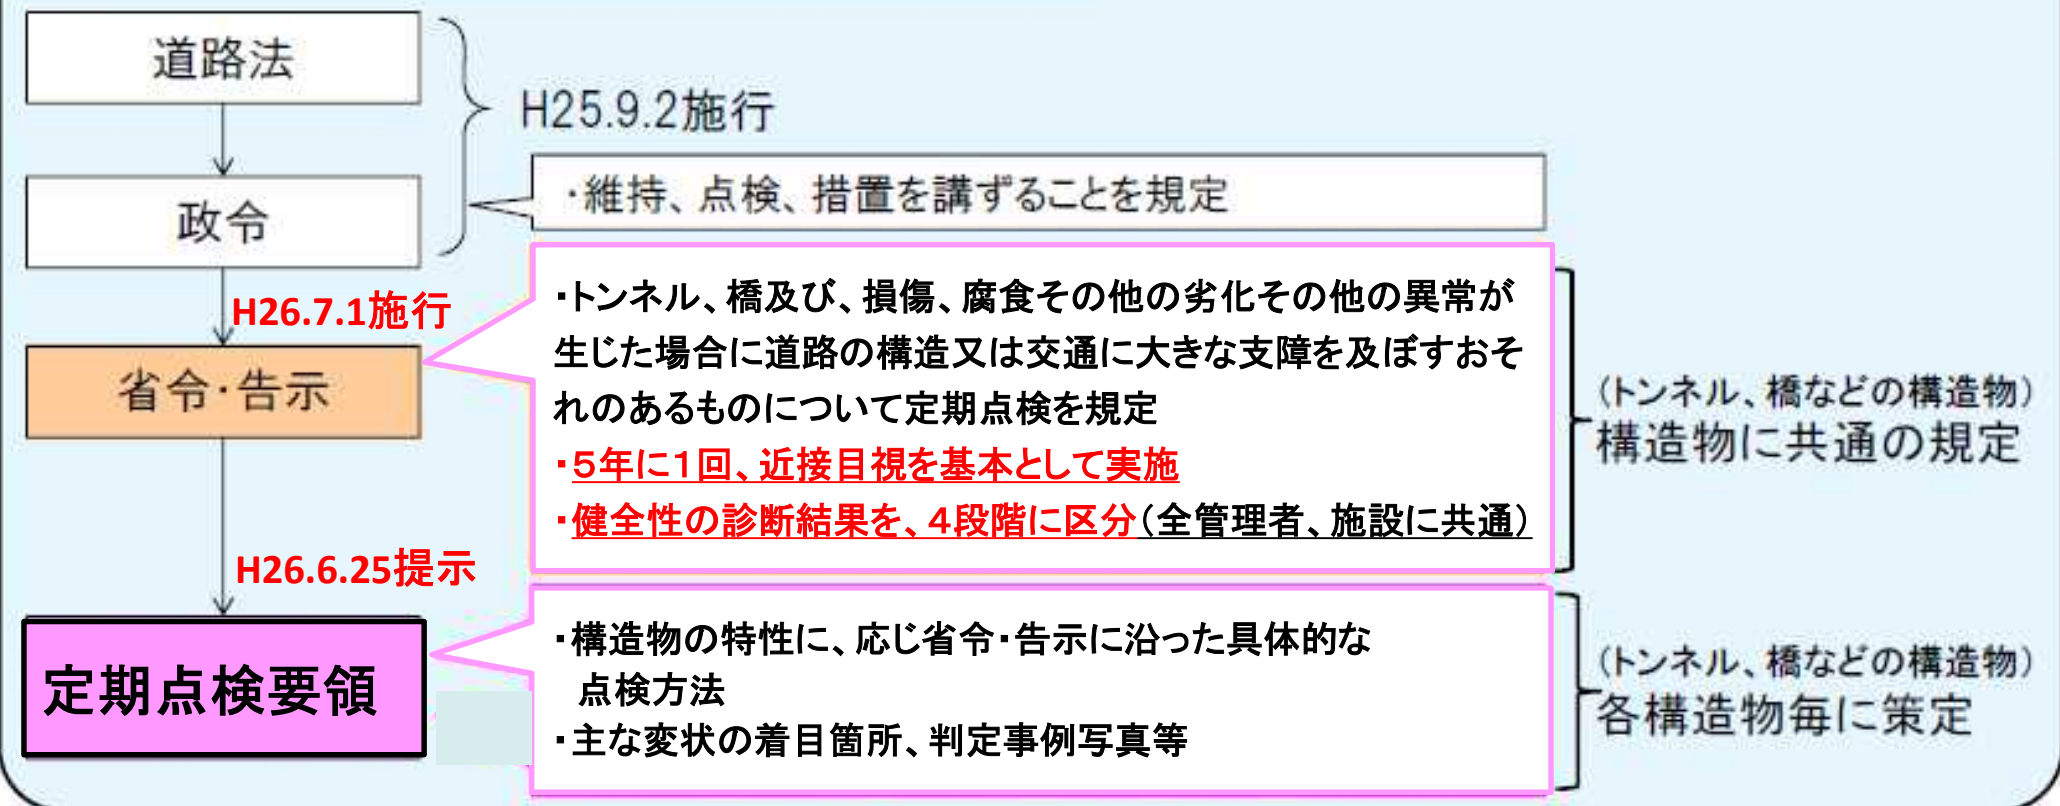 道路法
H25.9.2施行
・維持、点検、措置を講ずることを規定
政令
H26.7.1施行
省令・告示
・トンネル、橋及び、損傷、腐食その他の劣化その他の異常が
生じた場合に道路の構造又は交通に大きな支障を及ぼすおそ
れのあるものについて定期点検を規定
・5年に1回、近接目視を基本として実施
・健全性の診断結果を、4段階に区分(全管理者、施設に共通)
(トンネル、橋などの構造物)
構造物に共通の規定
H26.6.25提示
定期点検要領
・構造物の特性に、応じ省令・告示に沿った具体的な
点検方法
・主な変状の着目箇所、判定事例写真等
(トンネル、橋などの構造物)
各構造物毎に策定